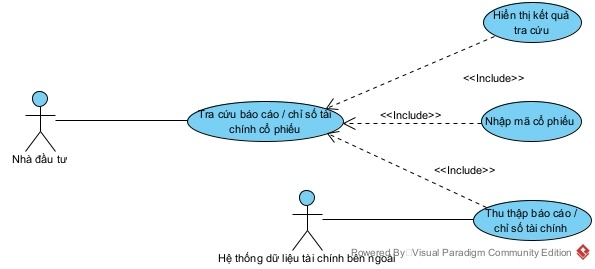 Hiển thị kết quả
tra cứu
<<Include>>
Tra cứu báo cáo / chỉ số tài
chính cổ phiếu
<<Include>>
Nhập mã cổ phiếu
Nhà đầu tư
<<Include>>
Thu thập báo cáo /
chỉ số tài chính
Hệ thống dữ liệu tài chính bên ngoài
Powered By Visual Paradigm Community Edition